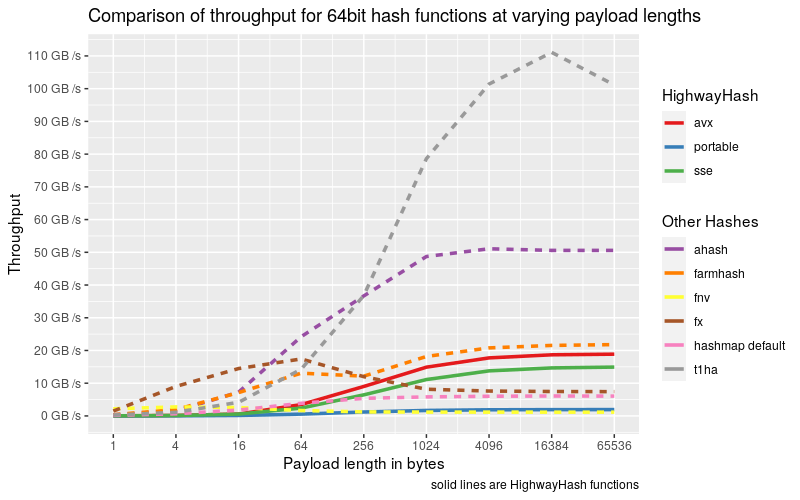 Comparison of throughput for 64bit hash functions at varying payload lengths
Throughput
110 GB /s
100 GB /s
90 GB /s
80 GB /s
70 GB /s
60 GB /s
50 GB /s
40 GB /s
30 GB /s
20 GB /s
10 GB /s
0 GB /s
1
4
16
64
256
1024
4096
16384
65536
Payload length in bytes
HighwayHash
avx
portable
sse
Other Hashes
ahash
farmhash
fnv
fx
hashmap default
t1ha
solid lines are HighwayHash functions